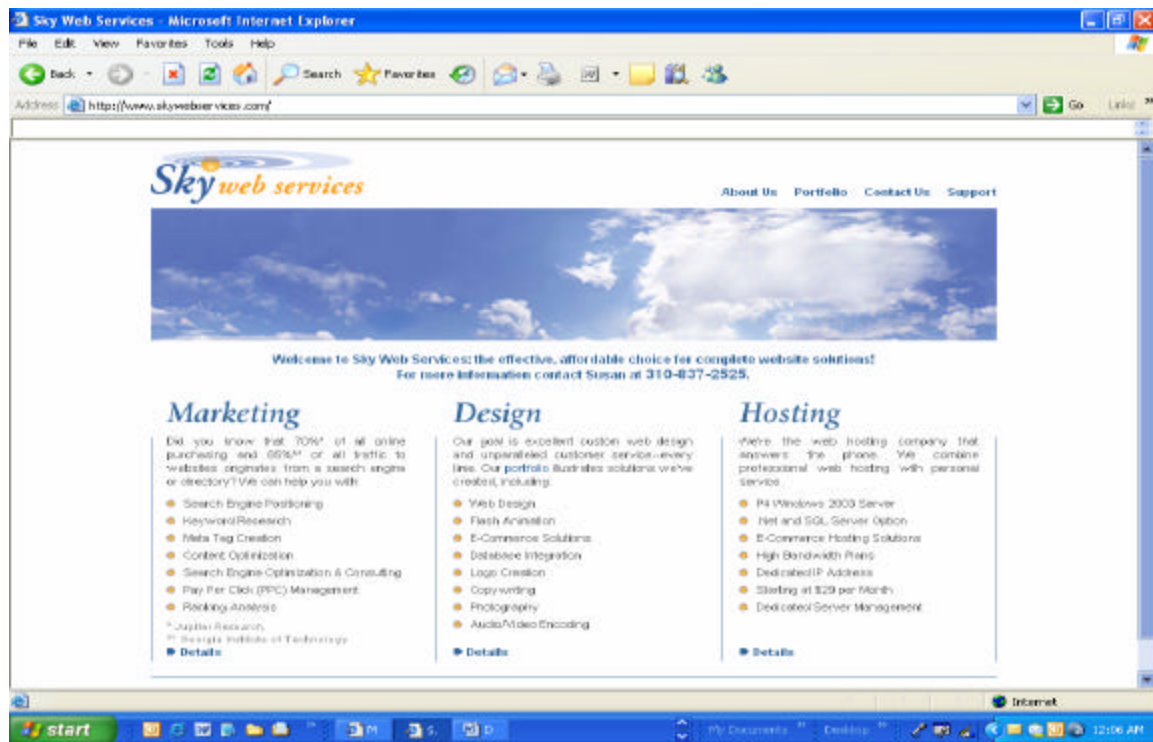 Sky Web Services - Microsoft Internet Explorer
File Edit View Favorites Tools Help
Back Search Favorites
Address http://www.skywebservices.com/ Go Links
Sky web services
About Us Portfolio Contact Us Support
Welcome to Sky Web Services: the effective, affordable choice for complete website solutions!
For more information contact Susan at 310-837-2525.
Marketing
Did you know that 70%* of all online
purchasing and 85%** of all traffic to
websites originates from a search engine
or directory? We can help you with:
Search Engine Positioning
Keyword Research
Meta Tag Creation
Content Optimization
Search Engine Optimization & Consulting
Pay Per Click (PPC) Management
Ranking Analysis
* Jupiter Research,
** Georgia Institute of Technology
Details
Design
Our goal is excellent custom web design
and unparalleled customer service--every
time. Our portfolio illustrates solutions we've
created, including:
Web Design
Flash Animation
E-Commerce Solutions
Database Integration
Logo Creation
Copywriting
Photography
Audio/Video Encoding
Details
Hosting
We're the web hosting company that
answers the phone. We combine
professional web hosting with personal
service.
P4 Windows 2003 Server
.Net and SQL Server Option
E-Commerce Hosting Solutions
High Bandwidth Plans
Dedicated IP Address
Starting at $29 per Month
Dedicated Server Management
Details
Internet
start M S. D My Documents Desktop 12:06 AM